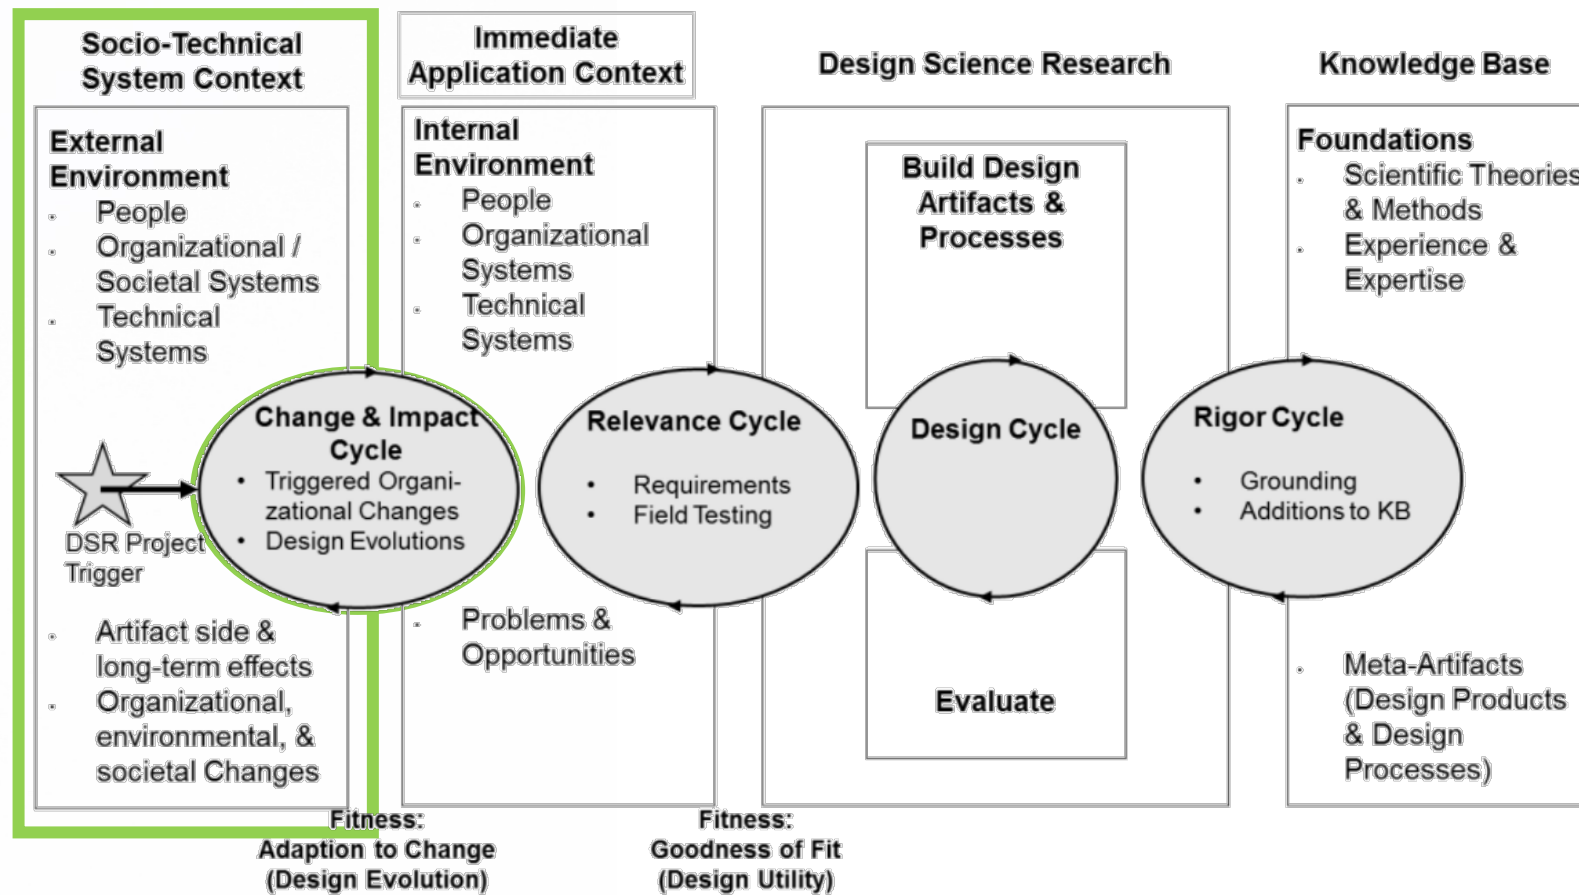 Socio-Technical
System Context
External
Environment
. People
. Organizational /
Societal Systems
. Technical
Systems
DSR Project
Trigger
. Artifact side &
long-term effects
. Organizational,
environmental, &
societal Changes
Change & Impact
Cycle
• Triggered Organi-
zational Changes
• Design Evolutions
Fitness:
Adaption to Change
(Design Evolution)
Immediate
Application Context
Internal
Environment
. People
. Organizational
Systems
. Technical
Systems
. Problems &
Opportunities
Relevance Cycle
• Requirements
• Field Testing
Fitness:
Goodness of Fit
(Design Utility)
Design Science Research
Build Design
Artifacts &
Processes
Design Cycle
Evaluate
Rigor Cycle
• Grounding
• Additions to KB
Knowledge Base
Foundations
. Scientific Theories
& Methods
. Experience &
Expertise
. Meta-Artifacts
(Design Products
& Design
Processes)